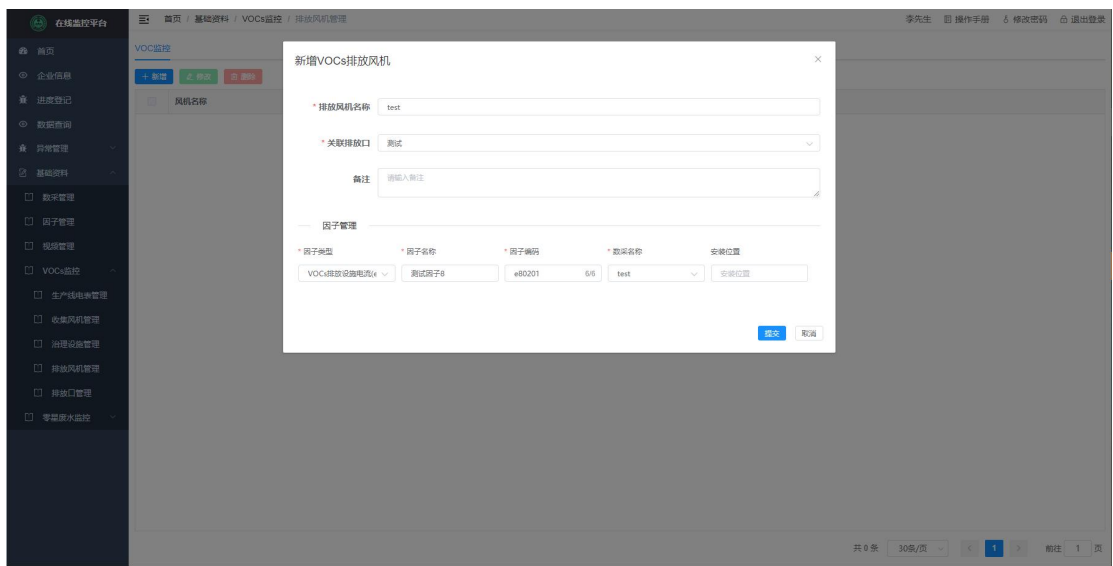 在线监控平台
首页 / 基础资料 / VOCs监控 / 排放风机管理
李先生 操作手册 修改密码 退出登录
首页
企业信息
进度登记
数据查询
异常管理
基础资料
数采管理
因子管理
视频管理
VOCs监控
生产线电表管理
收集风机管理
治理设施管理
排放风机管理
排放口管理
零星废水监控
VOC监控
+ 新增 修改 删除
风机名称
新增VOCs排放风机
* 排放风机名称 test
* 关联排放口 测试
备注 请输入备注
因子管理
* 因子类型 * 因子名称 * 因子编码 * 数采名称 安装位置
VOCs排放设施电流(e 测试因子8 e80201 6/6 test 安装位置
提交 取消
共 0 条 30条/页 < 1 > 前往 1 页